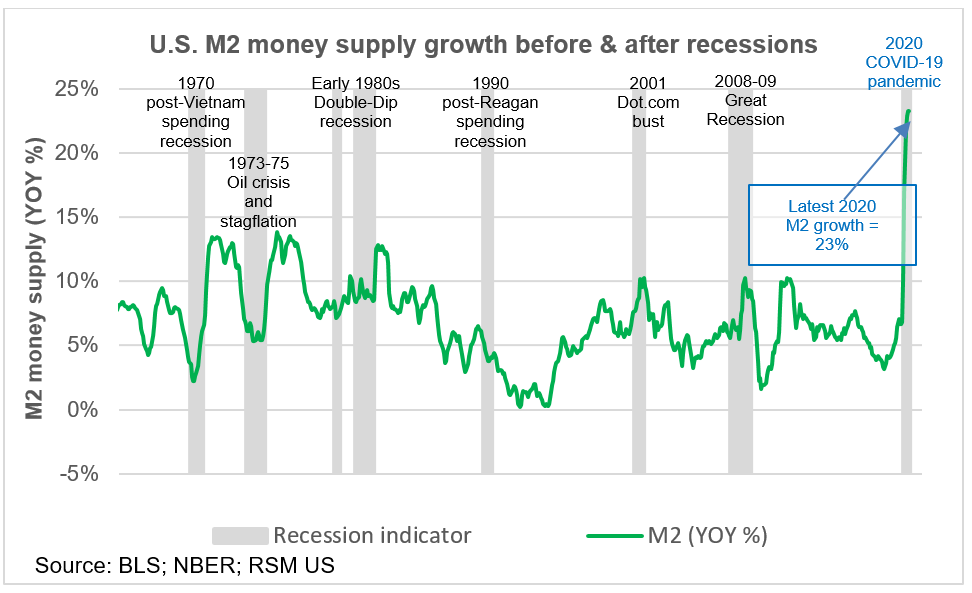 U.S. M2 money supply growth before & after recessions
2020
COVID-19
pandemic
1970
post-Vietnam
spending
recession
1973-75
Oil crisis
and
stagflation
Early 1980s
Double-Dip
recession
1990
post-Reagan
spending
recession
2001
Dot.com
bust
2008-09
Great
Recession
Latest 2020
M2 growth =
23%
M2 money supply (YOY %)
25%
20%
15%
10%
5%
0%
-5%
Recession indicator
M2 (YOY %)
Source: BLS; NBER; RSM US